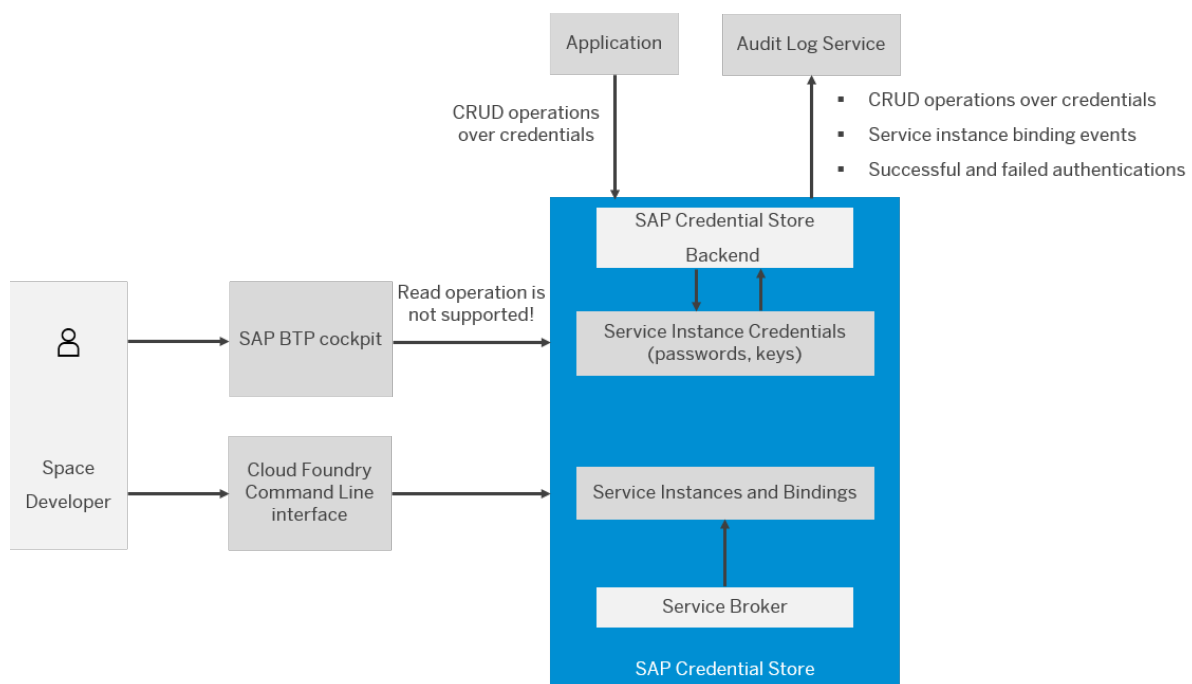 Application
Audit Log Service
CRUD operations
over credentials
▪ CRUD operations over credentials
▪ Service instance binding events
▪ Successful and failed authentications
SAP Credential Store
Backend
Read operation is
not supported!
SAP BTP cockpit
Service Instance Credentials
(passwords, keys)
Space
Developer
Cloud Foundry
Command Line
interface
Service Instances and Bindings
Service Broker
SAP Credential Store